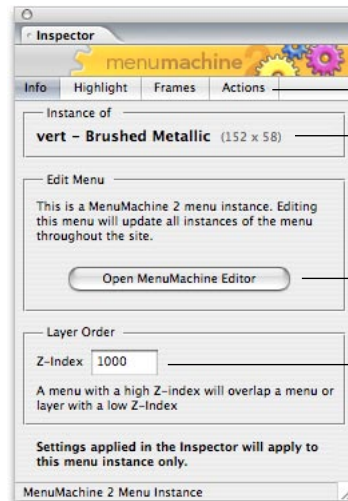 Inspector
menumachine 2
Info Highlight Frames Actions
Instance of
vert – Brushed Metallic (152 x 58)
Edit Menu
This is a MenuMachine 2 menu instance. Editing
this menu will update all instances of the menu
throughout the site.
Open MenuMachine Editor
Layer Order
Z-Index 1000
A menu with a high Z-index will overlap a menu or
layer with a low Z-Index
Settings applied in the Inspector will apply to
this menu instance only.
MenuMachine 2 Menu Instance